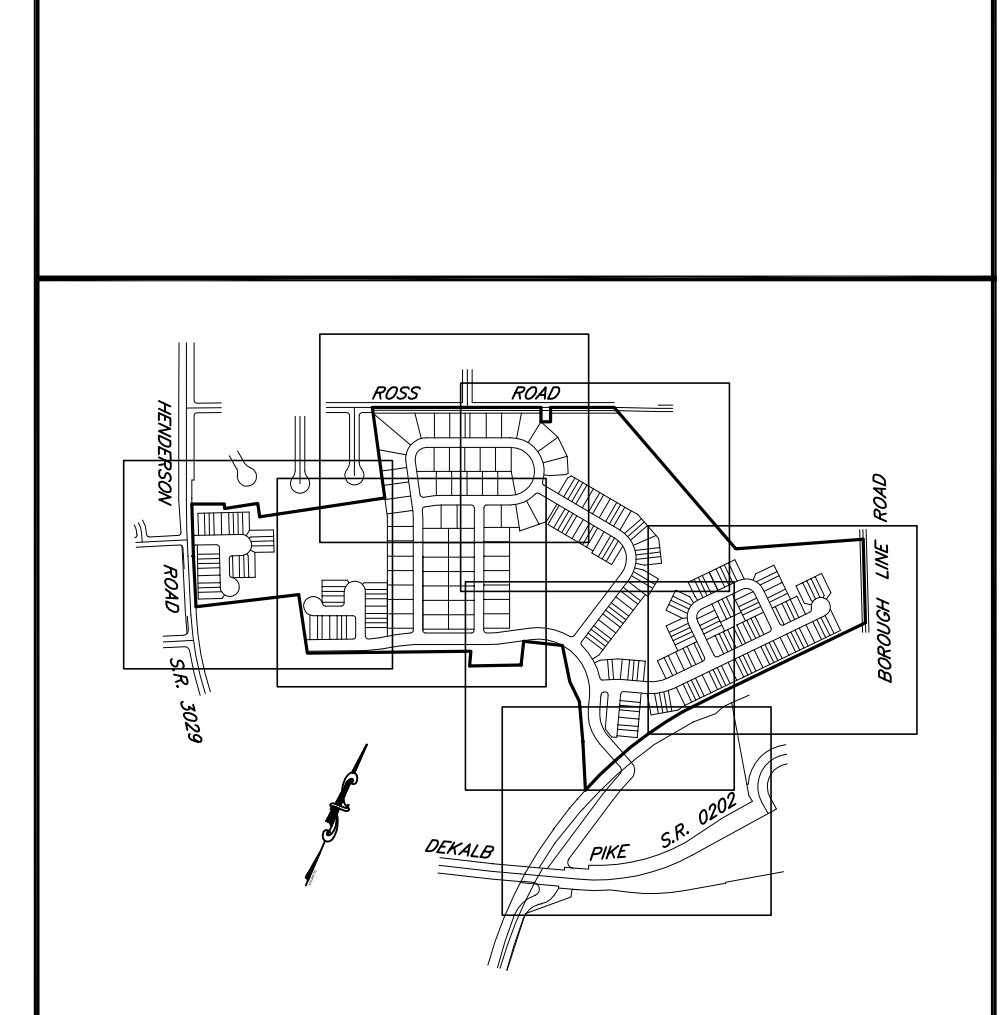 ROSS ROAD
HENDERSON
ROAD
S.R. 3029
BOROUGH LINE ROAD
DEKALB PIKE S.R. 0202